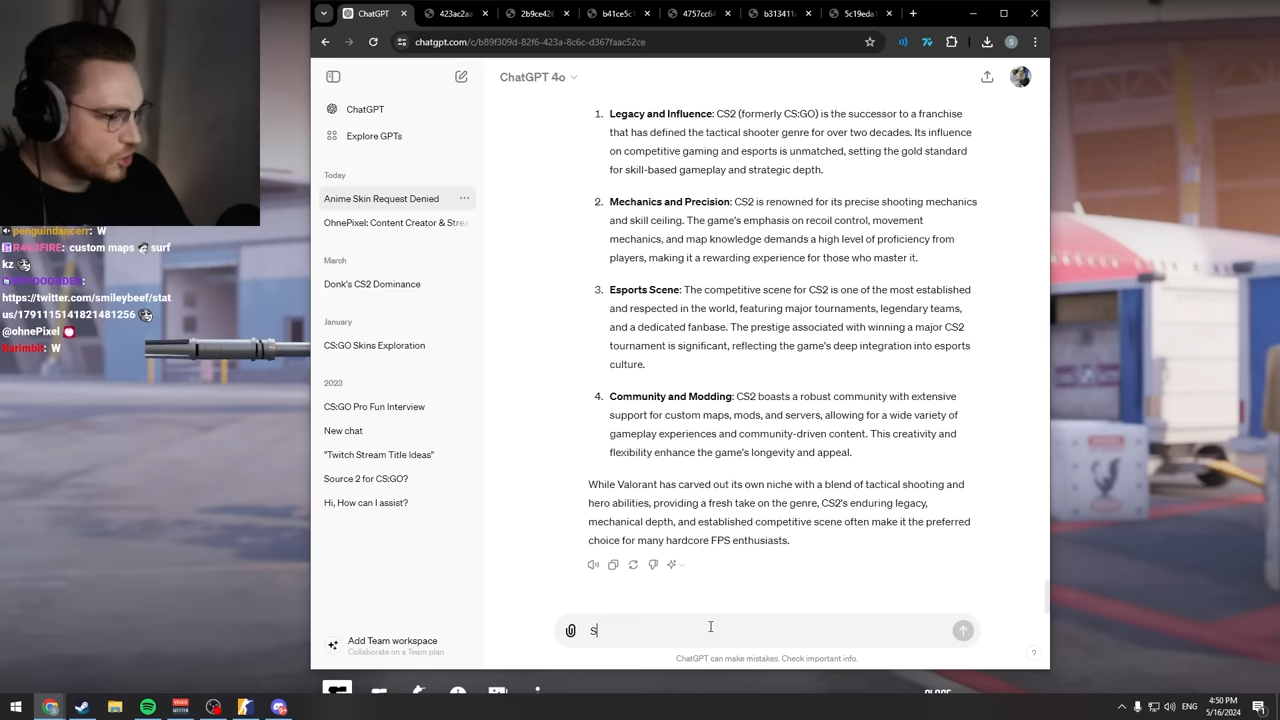 ChatGPT
423ac2aa
2b9ce426
b41ce5c1
4757cc64
b313411
5c19eda1
chatgpt.com/c/b89f309d-82f6-423a-8c6c-d367faac52ce
S
ChatGPT 4o
ChatGPT
Explore GPTs
Today
Anime Skin Request Denied
OhnePixel: Content Creator & Strea
March
Donk's CS2 Dominance
January
CS:GO Skins Exploration
2023
CS:GO Pro Fun Interview
New chat
"Twitch Stream Title Ideas"
Source 2 for CS:GO?
Hi, How can I assist?
Add Team workspace
Collaborate on a Team plan
1. Legacy and Influence: CS2 (formerly CS:GO) is the successor to a franchise
that has defined the tactical shooter genre for over two decades. Its influence
on competitive gaming and esports is unmatched, setting the gold standard
for skill-based gameplay and strategic depth.
2. Mechanics and Precision: CS2 is renowned for its precise shooting mechanics
and skill ceiling. The game's emphasis on recoil control, movement
mechanics, and map knowledge demands a high level of proficiency from
players, making it a rewarding experience for those who master it.
3. Esports Scene: The competitive scene for CS2 is one of the most established
and respected in the world, featuring major tournaments, legendary teams,
and a dedicated fanbase. The prestige associated with winning a major CS2
tournament is significant, reflecting the game's deep integration into esports
culture.
4. Community and Modding: CS2 boasts a robust community with extensive
support for custom maps, mods, and servers, allowing for a wide variety of
gameplay experiences and community-driven content. This creativity and
flexibility enhance the game's longevity and appeal.
While Valorant has carved out its own niche with a blend of tactical shooting and
hero abilities, providing a fresh take on the genre, CS2's enduring legacy,
mechanical depth, and established competitive scene often make it the preferred
choice for many hardcore FPS enthusiasts.
S
ChatGPT can make mistakes. Check important info.
?
penguindancerr: W
custom maps surf
kz
https://twitter.com/smileybeef/stat
us/1791115141821481256
@ohnePixel
Karimbit: W
ENG
4:50 PM
5/16/2024